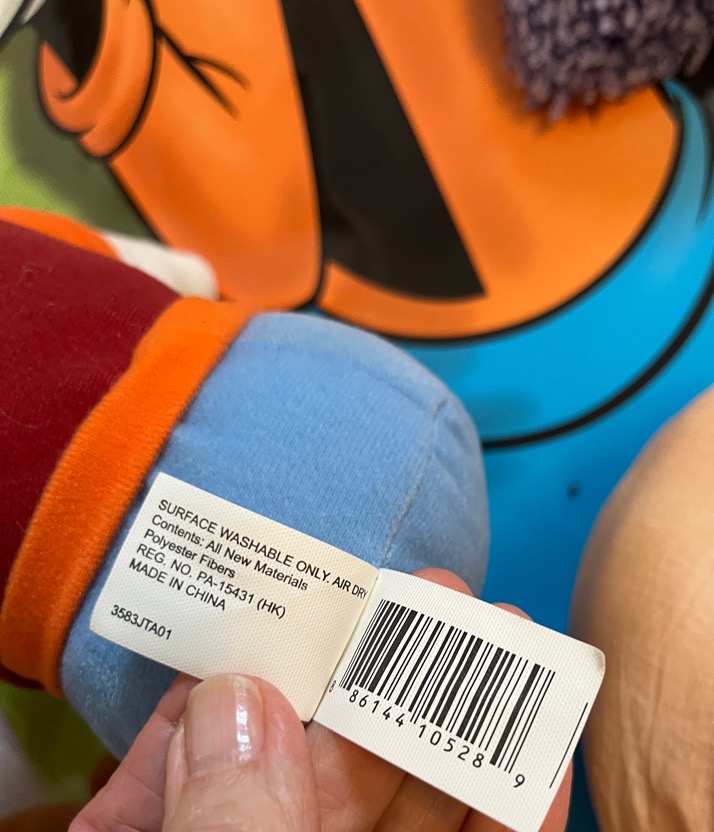 SURFACE WASHABLE ONLY. AIR DRY
Contents: All New Materials
Polyester Fibers
REG. NO. PA-15431 (HK)
MADE IN CHINA
3583JTA01
8 86144 10528 9